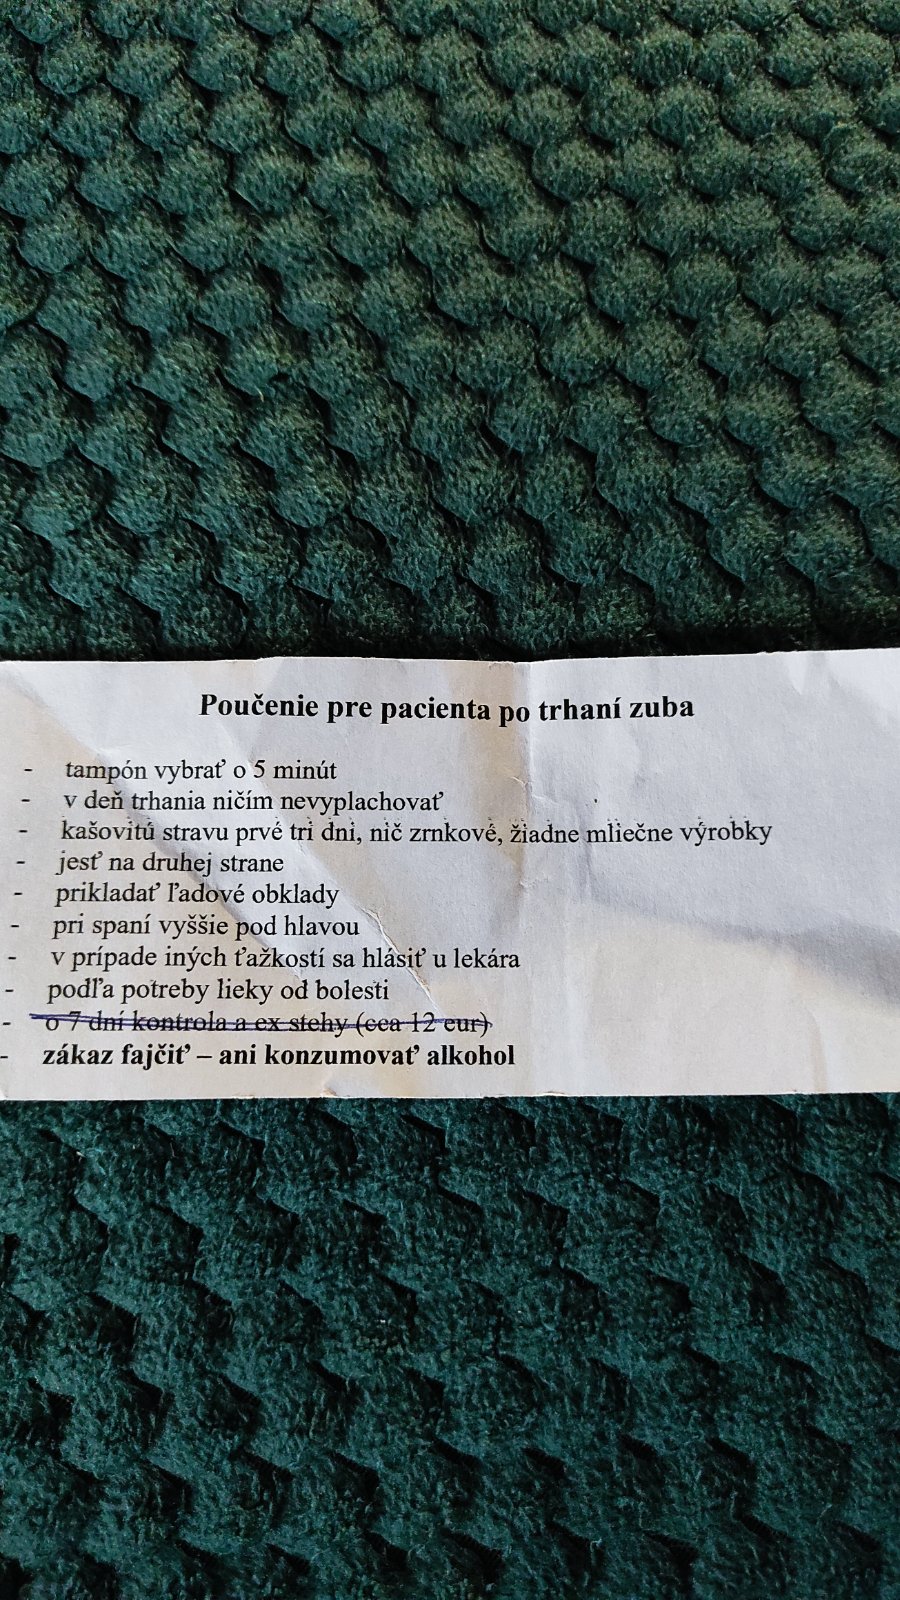 Poučenie pre pacienta po trhaní zuba
- tampón vybrať o 5 minút
- v deň trhania ničím nevyplachovať
- kašovitú stravu prvé tri dni, nič zrnkové, žiadne mliečne výrobky
- jesť na druhej strane
- prikladať ľadové obklady
- pri spaní vyššie pod hlavou
- v prípade iných ťažkostí sa hlásiť u lekára
- podľa potreby lieky od bolesti
- o 7 dní kontrola a ex stehy (cca 12 eur)
- zákaz fajčiť – ani konzumovať alkohol